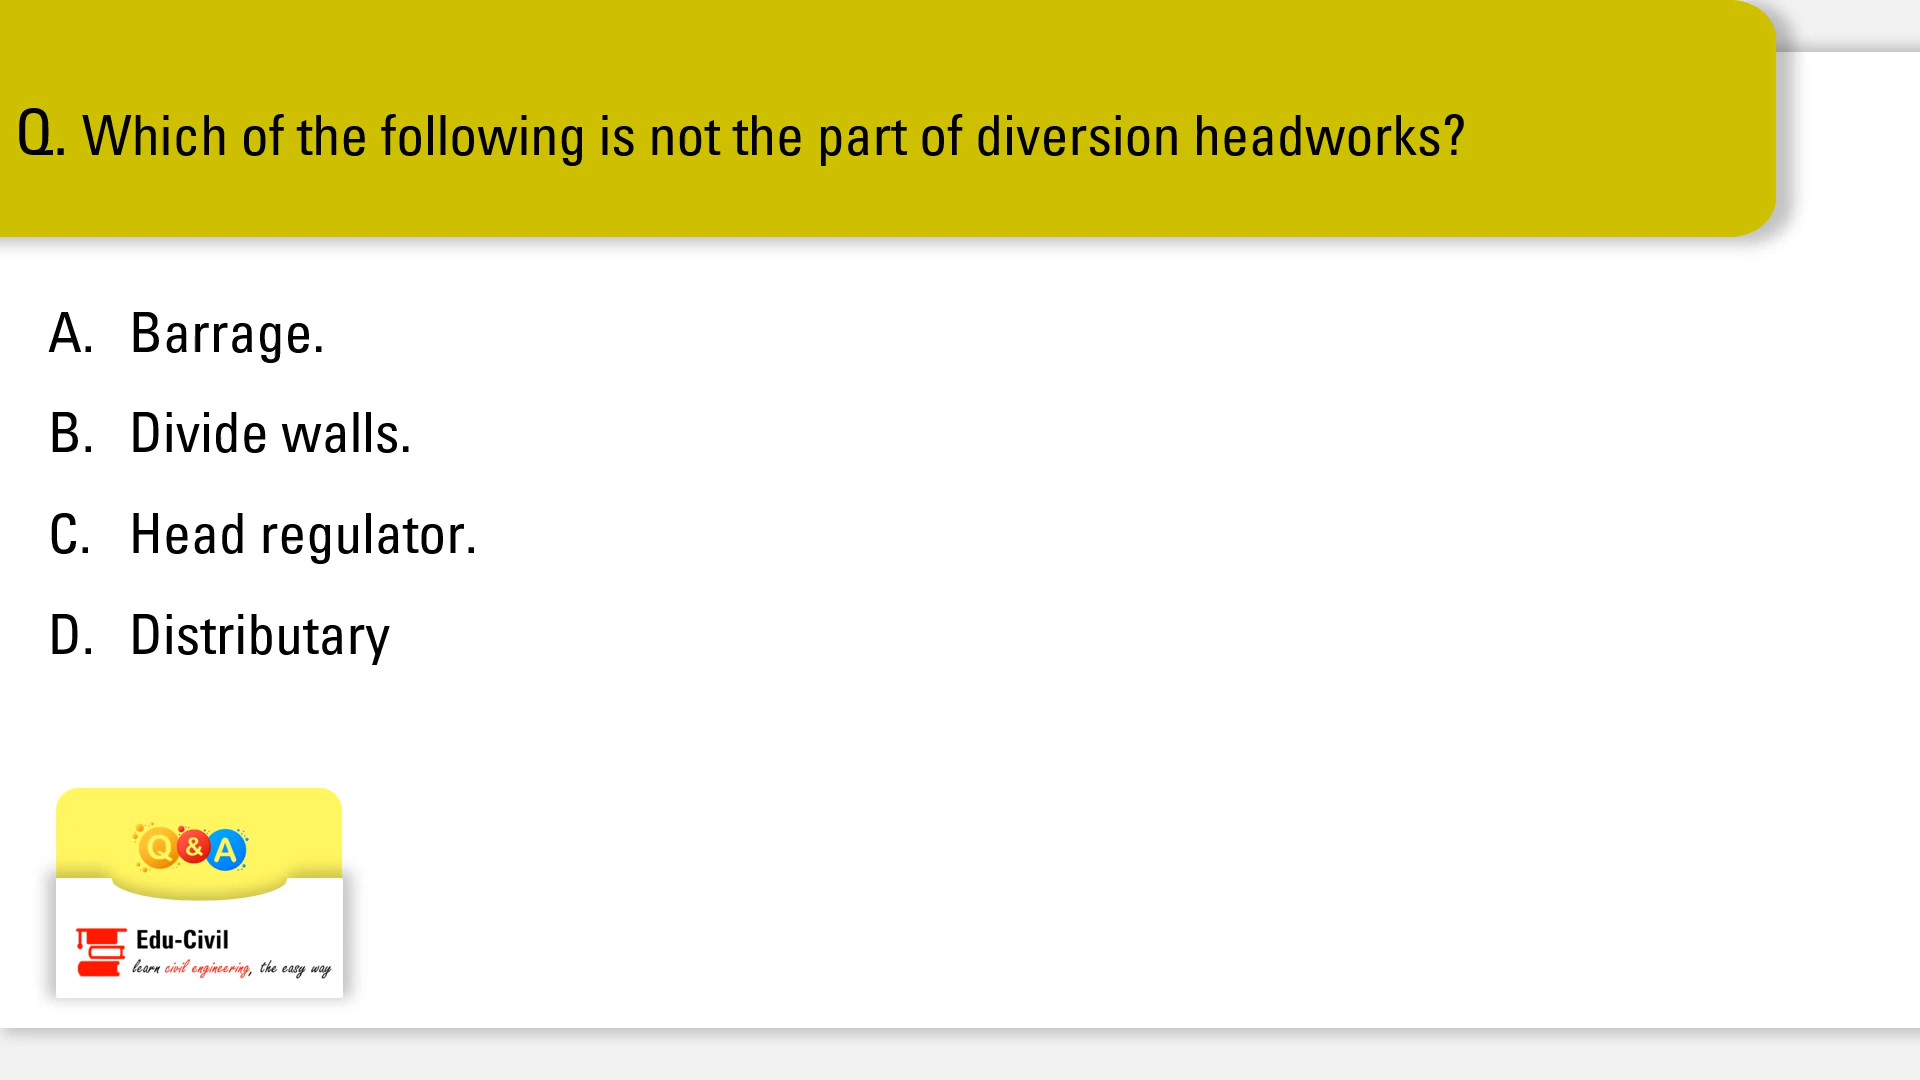 Q. Which of the following is not the part of diversion headworks?
A. Barrage.
B. Divide walls.
C. Head regulator.
D. Distributary
Q&A
Edu-Civil
learn civil engineering, the easy way